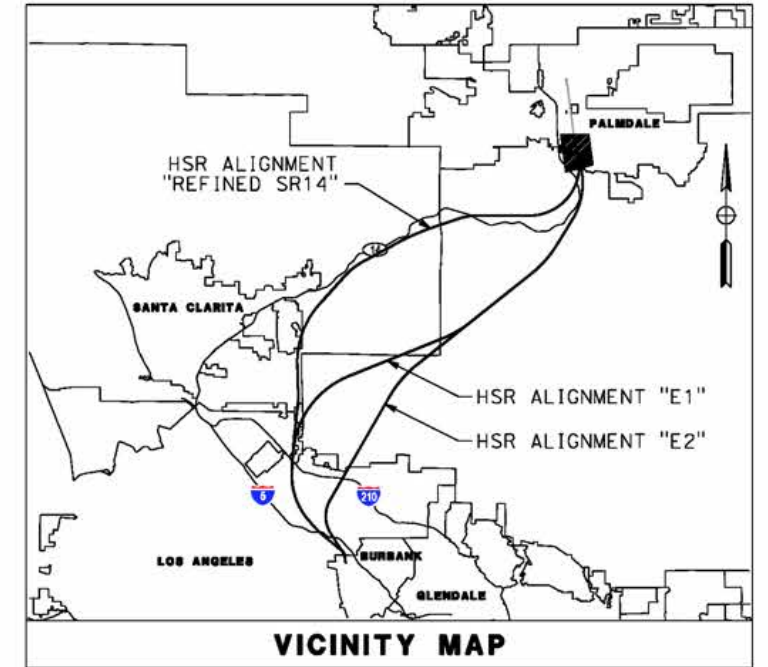 PALMDALE
HSR ALIGNMENT
"REFINED SR14"
14
SANTA CLARITA
HSR ALIGNMENT "E1"
HSR ALIGNMENT "E2"
5
210
LOS ANGELES
BURBANK
GLENDALE
VICINITY MAP